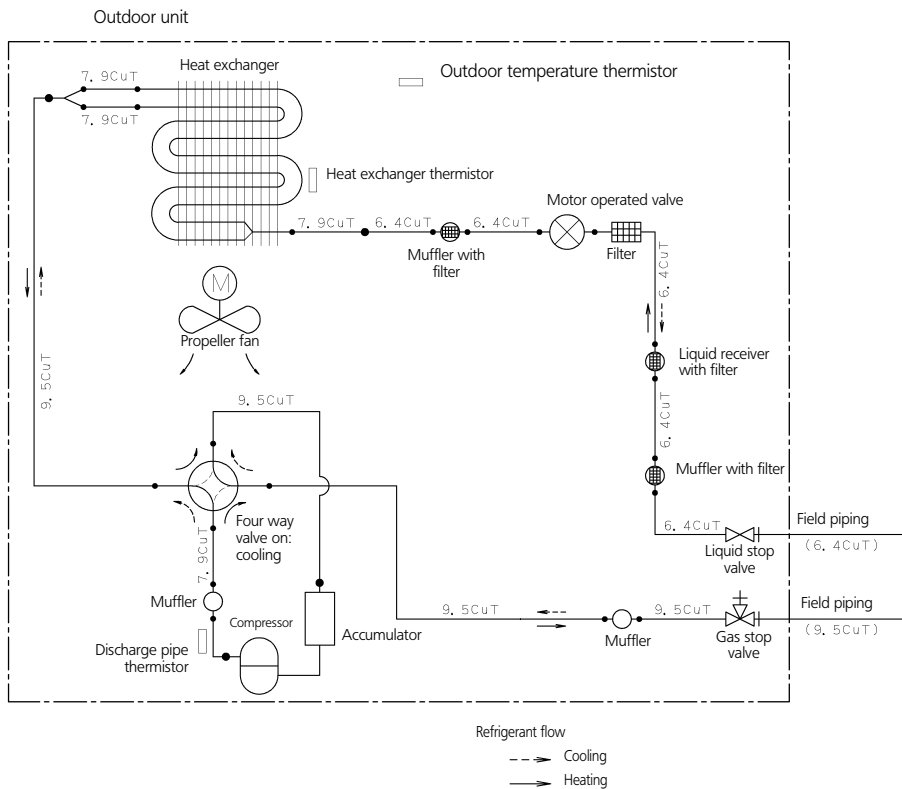 Outdoor unit
7. 9CuT
Heat exchanger
Outdoor temperature thermistor
7. 9CuT
Heat exchanger thermistor
Motor operated valve
7. 9CuT
6. 4CuT
6. 4CuT
Muffler with
filter
Filter
6. 4CuT
M
Propeller fan
Liquid receiver
with filter
9. 5CuT
9. 5CuT
6. 4CuT
Muffler with filter
Four way
valve on:
cooling
6. 4CuT
Field piping
(6. 4CuT)
Liquid stop
valve
7. 9CuT
Muffler
Compressor
Accumulator
9. 5CuT
9. 5CuT
Field piping
(9. 5CuT)
Muffler
Gas stop
valve
Discharge pipe
thermistor
Refrigerant flow
Cooling
Heating